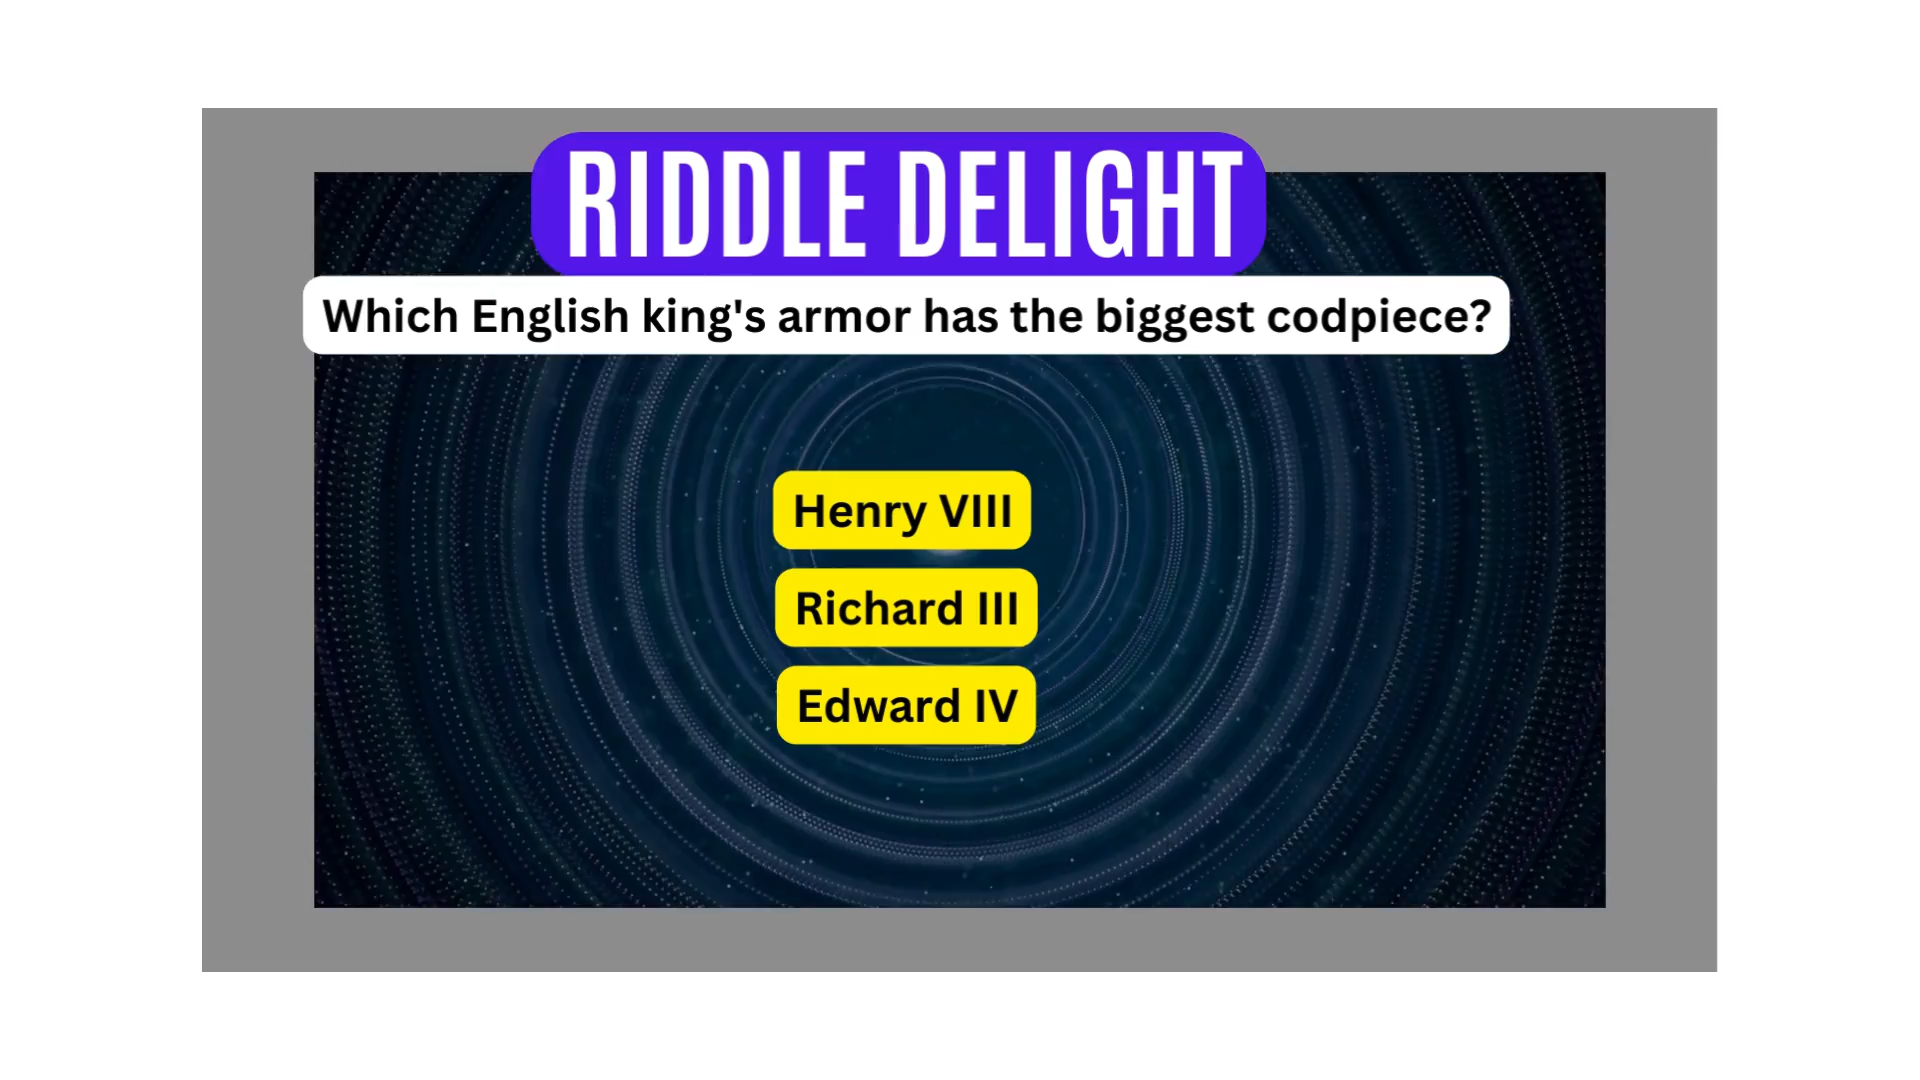 RIDDLE DELIGHT
Which English king's armor has the biggest codpiece?
Henry VIII
Richard III
Edward IV